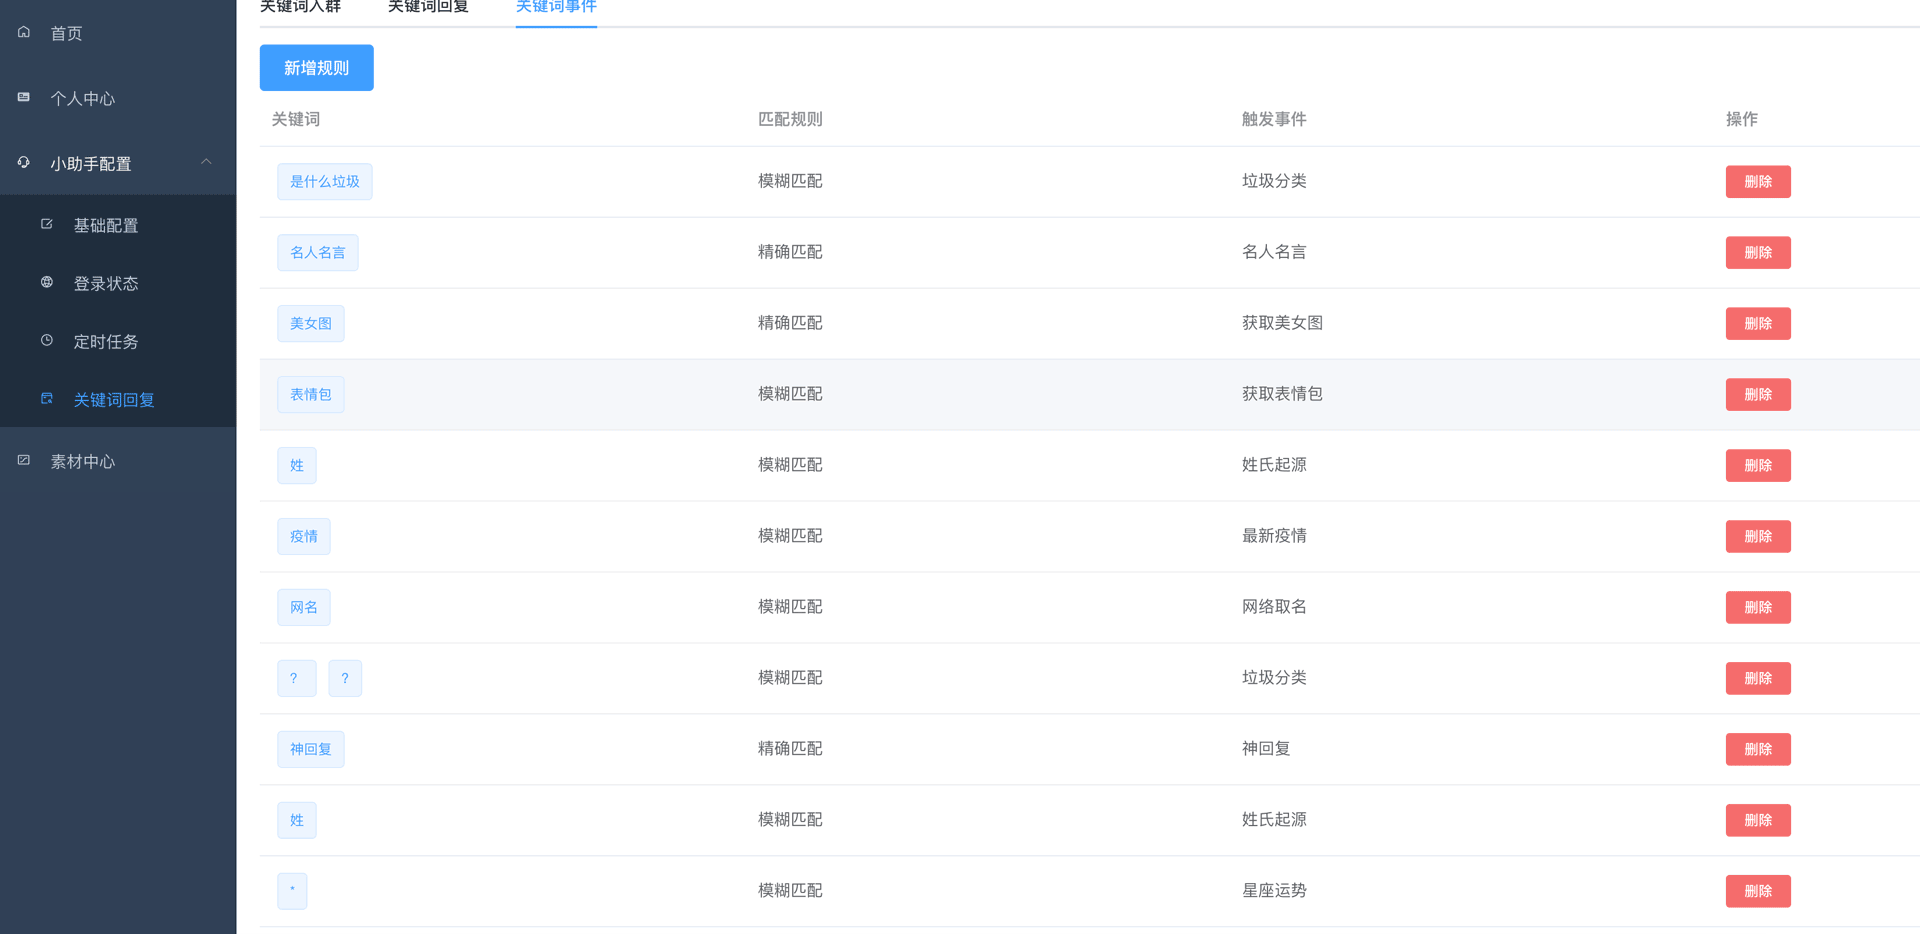 首页
个人中心
小助手配置
基础配置
登录状态
定时任务
关键词回复
素材中心
关键词入群 关键词回复 关键词事件
新增规则
关键词 匹配规则 触发事件 操作
是什么垃圾 模糊匹配 垃圾分类 删除
名人名言 精确匹配 名人名言 删除
美女图 精确匹配 获取美女图 删除
表情包 模糊匹配 获取表情包 删除
姓 模糊匹配 姓氏起源 删除
疫情 模糊匹配 最新疫情 删除
网名 模糊匹配 网络取名 删除
？ ? 模糊匹配 垃圾分类 删除
神回复 精确匹配 神回复 删除
姓 模糊匹配 姓氏起源 删除
* 模糊匹配 星座运势 删除